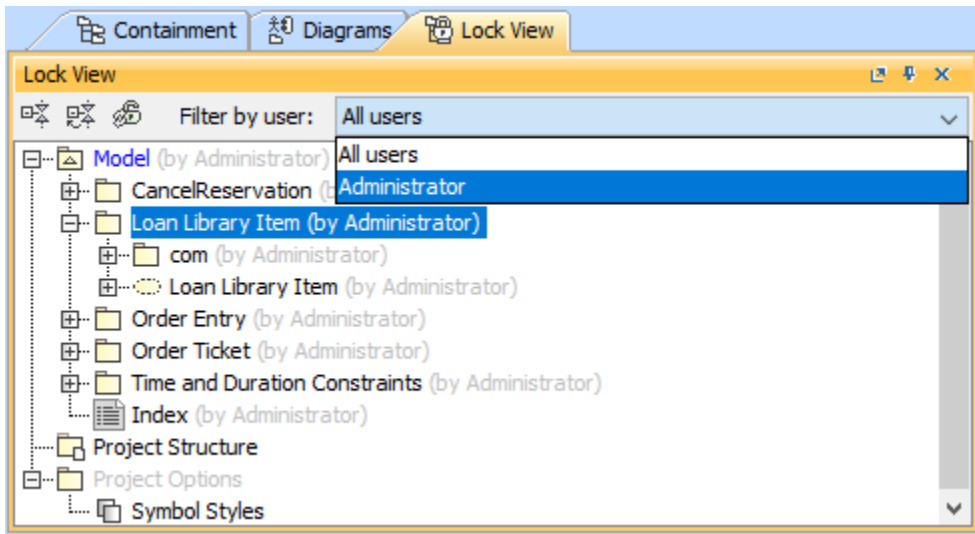 Containment Diagrams Lock View
Lock View
Filter by user: All users
All users
Model (by Administrator)
Administrator
CancelReservation (
Loan Library Item (by Administrator)
com (by Administrator)
Loan Library Item (by Administrator)
Order Entry (by Administrator)
Order Ticket (by Administrator)
Time and Duration Constraints (by Administrator)
Index (by Administrator)
Project Structure
Project Options
Symbol Styles